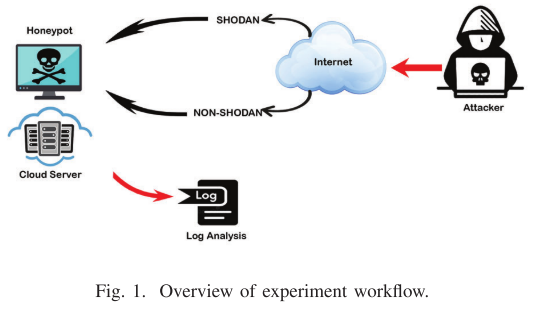 SHODAN
Honeypot
Internet
NON-SHODAN
Attacker
Cloud Server
Log
Log Analysis
Fig. 1. Overview of experiment workflow.